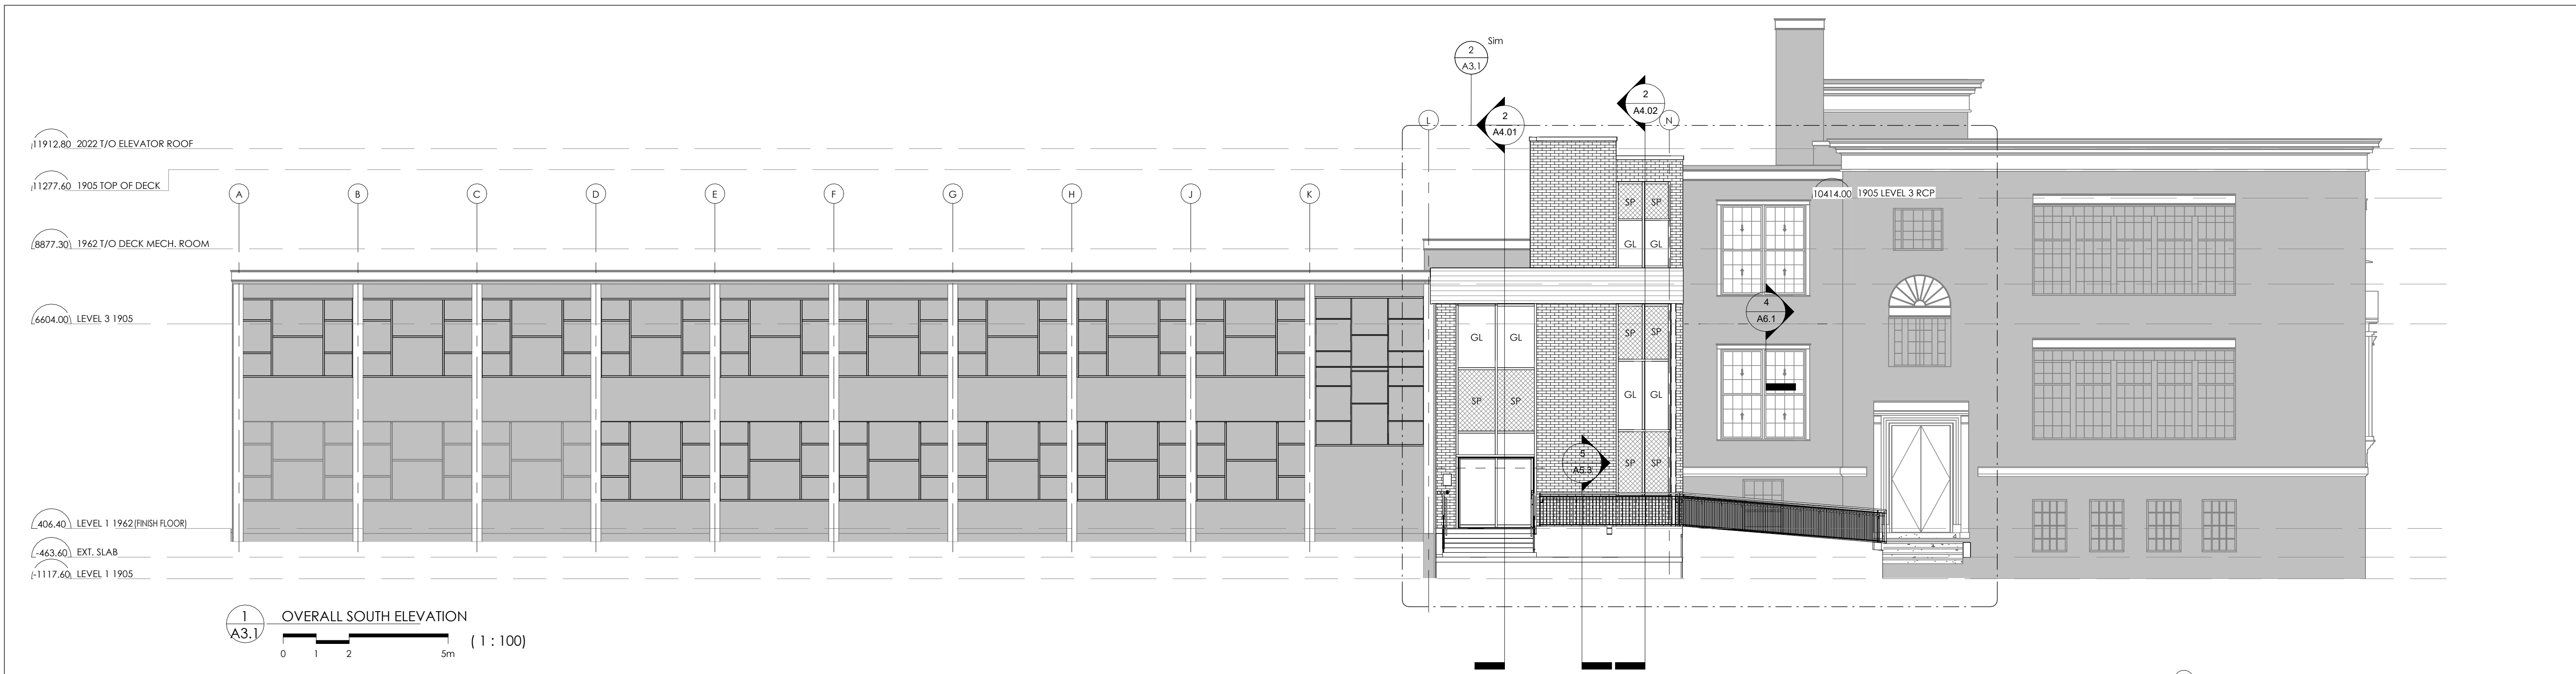 2
Sim
A3.1
2
A4.01
2
A4.02
L
N
11912.80 2022 T/O ELEVATOR ROOF
11277.60 1905 TOP OF DECK
A B C D E F G H J K
10414.00 1905 LEVEL 3 RCP
SP SP
8877.30 1962 T/O DECK MECH. ROOM
GL GL
4
A6.1
6604.00 LEVEL 3 1905
GL GL
SP SP
GL GL
SP SP
SP SP
5
A6.3
406.40 LEVEL 1 1962 (FINISH FLOOR)
-463.60 EXT. SLAB
-1117.60 LEVEL 1 1905
1
A3.1
OVERALL SOUTH ELEVATION
0 1 2 5m
( 1 : 100)